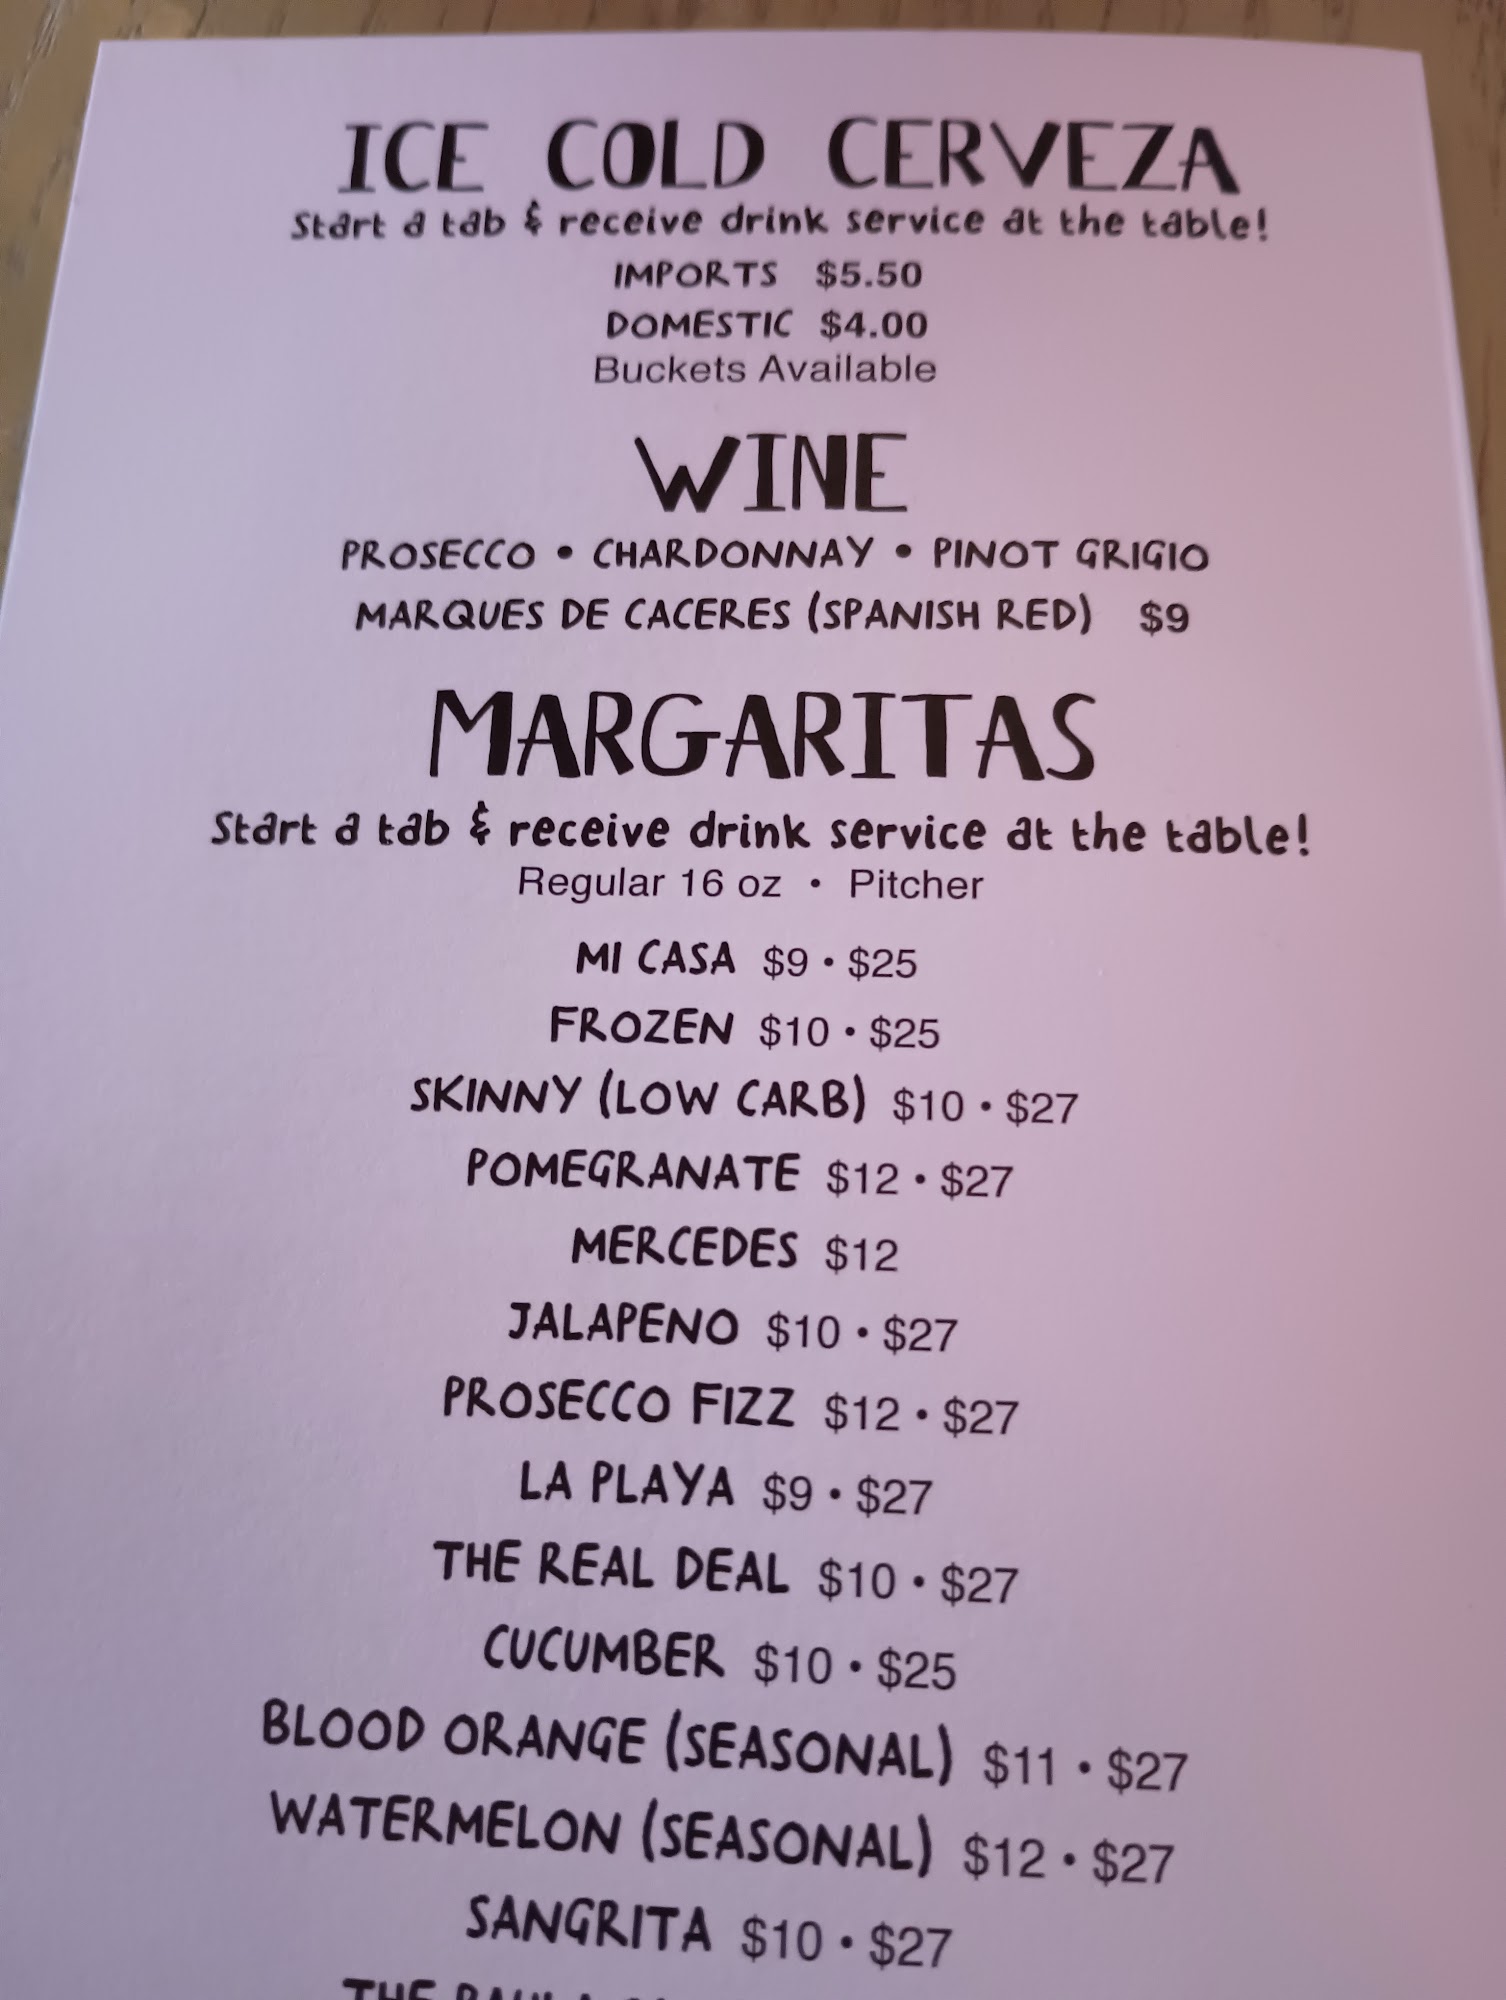 ICE COLD CERVEZA
Start a tab & receive drink service at the table!
IMPORTS $5.50
DOMESTIC $4.00
Buckets Available
WINE
PROSECCO • CHARDONNAY • PINOT GRIGIO
MARQUES DE CACERES (SPANISH RED) $9
MARGARITAS
Start a tab & receive drink service at the table!
Regular 16 oz • Pitcher
MI CASA $9 • $25
FROZEN $10 • $25
SKINNY (LOW CARB) $10 • $27
POMEGRANATE $12 • $27
MERCEDES $12
JALAPENO $10 • $27
PROSECCO FIZZ $12 • $27
LA PLAYA $9 • $27
THE REAL DEAL $10 • $27
CUCUMBER $10 • $25
BLOOD ORANGE (SEASONAL) $11 • $27
WATERMELON (SEASONAL) $12 • $27
SANGRITA $10 • $27
THE